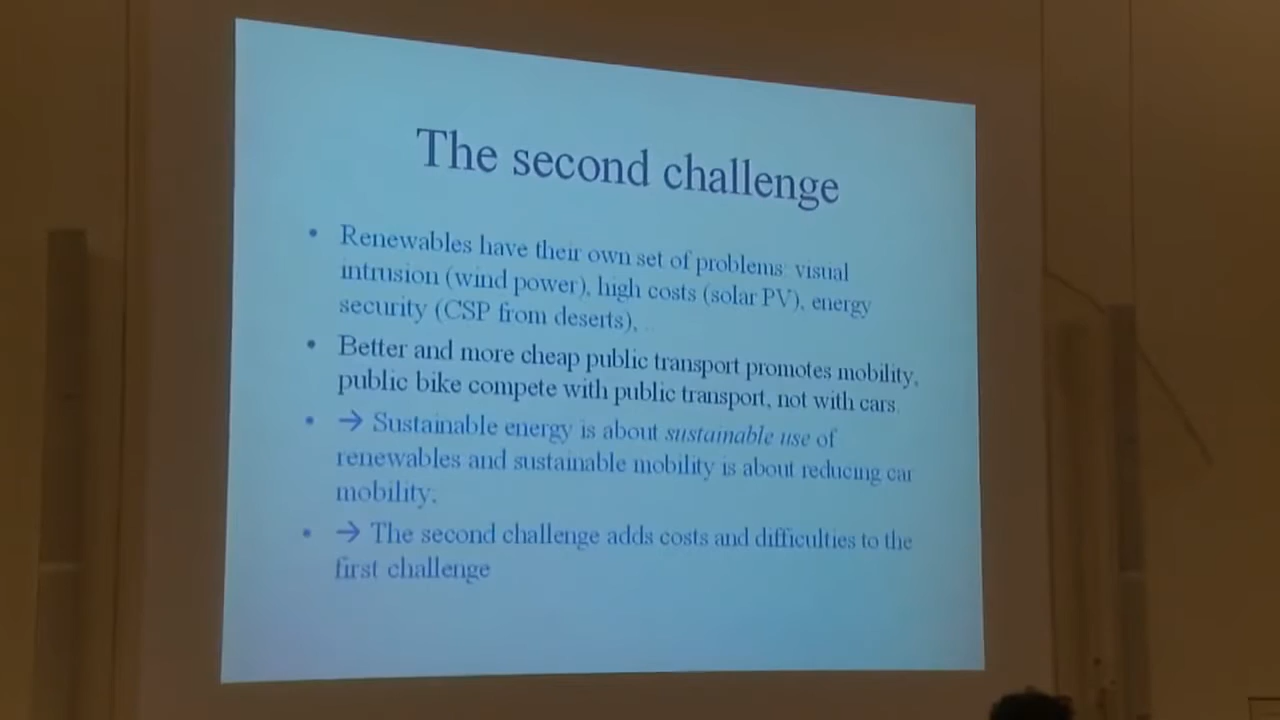 The second challenge
• Renewables have their own set of problems: visual
intrusion (wind power), high costs (solar PV), energy
security (CSP from deserts), ...
• Better and more cheap public transport promotes mobility,
public bike compete with public transport, not with cars.
• → Sustainable energy is about sustainable use of
renewables and sustainable mobility is about reducing car
mobility;
• → The second challenge adds costs and difficulties to the
first challenge